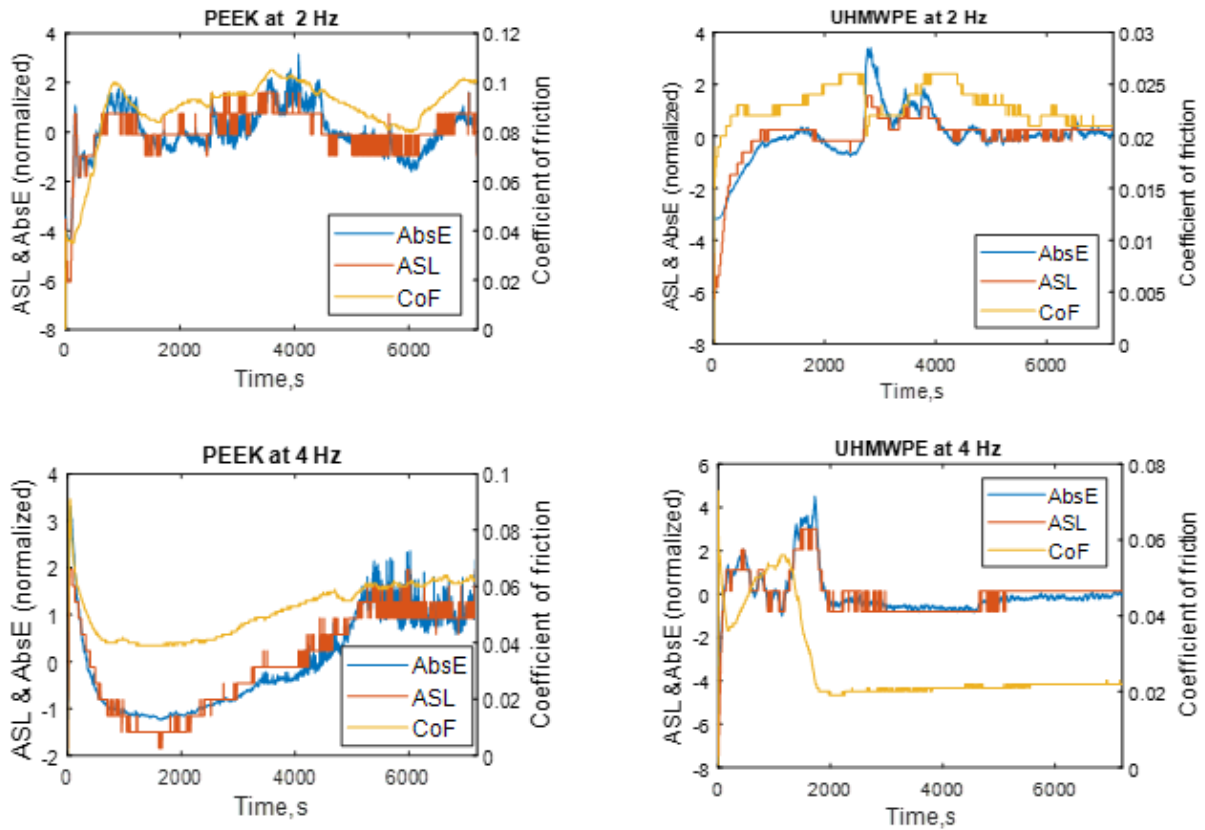 PEEK at 2 Hz
4
2
0
-2
-4
-6
-8
ASL & AbsE (normalized)
0.12
0.1
0.08
0.06
0.04
0.02
0
Coefficient of friction
AbsE
ASL
CoF
0
2000
4000
6000
Time,s
UHMWPE at 2 Hz
4
2
0
-2
-4
-6
-8
ASL & AbsE (normalized)
0.03
0.025
0.02
0.015
0.01
0.005
0
Coefficient of friction
AbsE
ASL
CoF
0
2000
4000
6000
Time,s
PEEK at 4 Hz
4
3
2
1
0
-1
-2
ASL & AbsE (normalized)
0.1
0.08
0.06
0.04
0.02
0
Coefficient of friction
AbsE
ASL
CoF
0
2000
4000
6000
Time,s
UHMWPE at 4 Hz
6
4
2
0
-2
-4
-6
-8
ASL &AbsE (normalized)
0.08
0.06
0.04
0.02
0
Coefficient of friction
AbsE
ASL
CoF
0
2000
4000
6000
Time,s